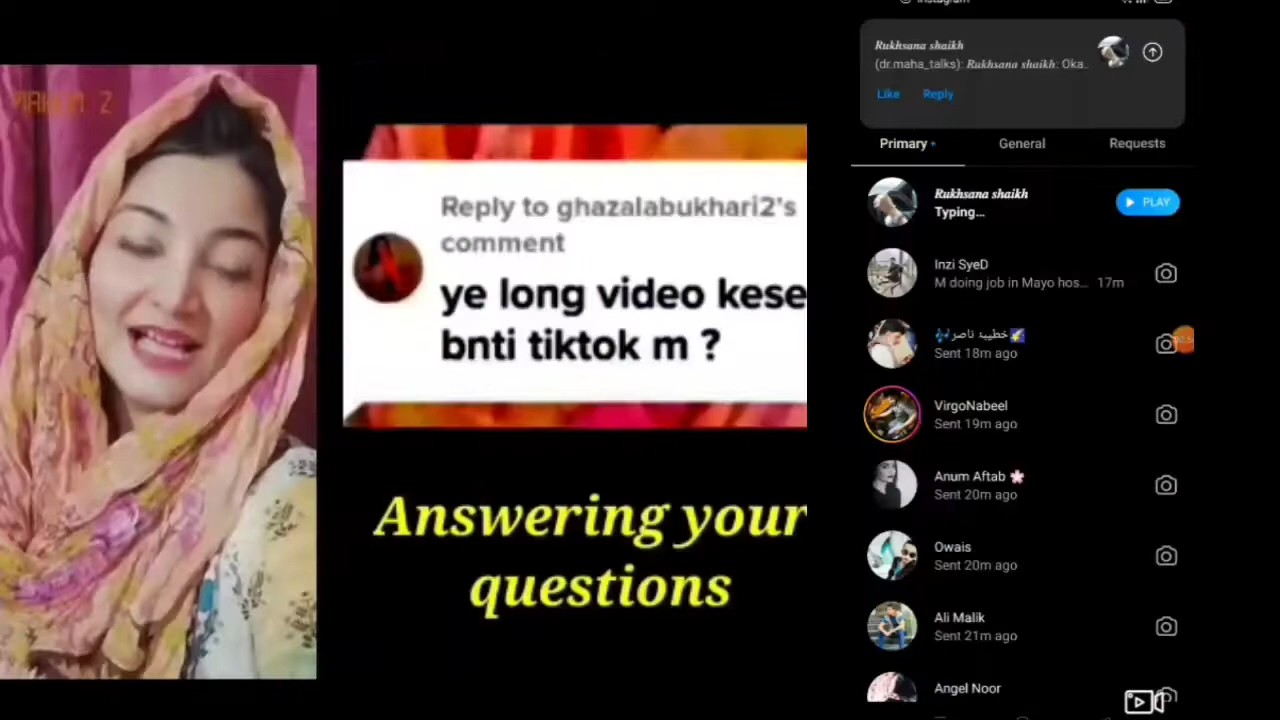 Reply to ghazalabukhari2's
comment
ye long video kese
bnti tiktok m ?
Answering your
questions
Instagram
Rukhsana shaikh
(dr.maha_talks): Rukhsana shaikh: Oka.
Like Reply
Primary General Requests
Rukhsana shaikh
Typing...
PLAY
Inzi SyeD
M doing job in Mayo hos... 17m
خطیبہ ناصر
Sent 18m ago
VirgoNabeel
Sent 19m ago
Anum Aftab
Sent 20m ago
Owais
Sent 20m ago
Ali Malik
Sent 21m ago
Angel Noor